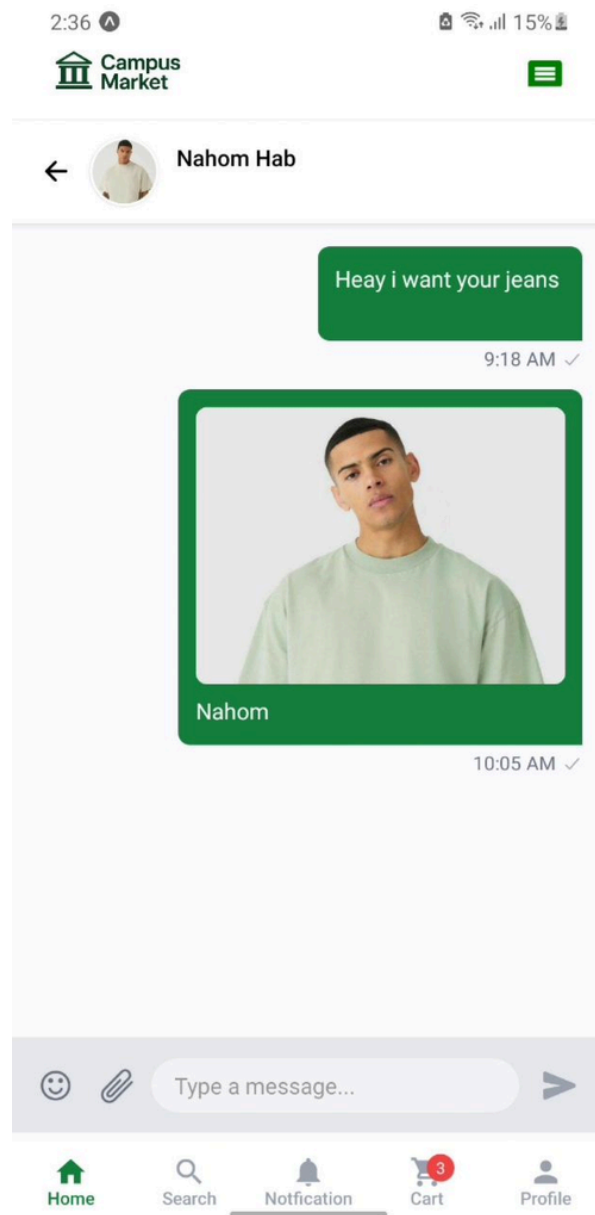 2:36
15%
Campus
Market
Nahom Hab
Heay i want your jeans
9:18 AM
Nahom
10:05 AM
Type a message...
3
Home Search Notfication Cart Profile